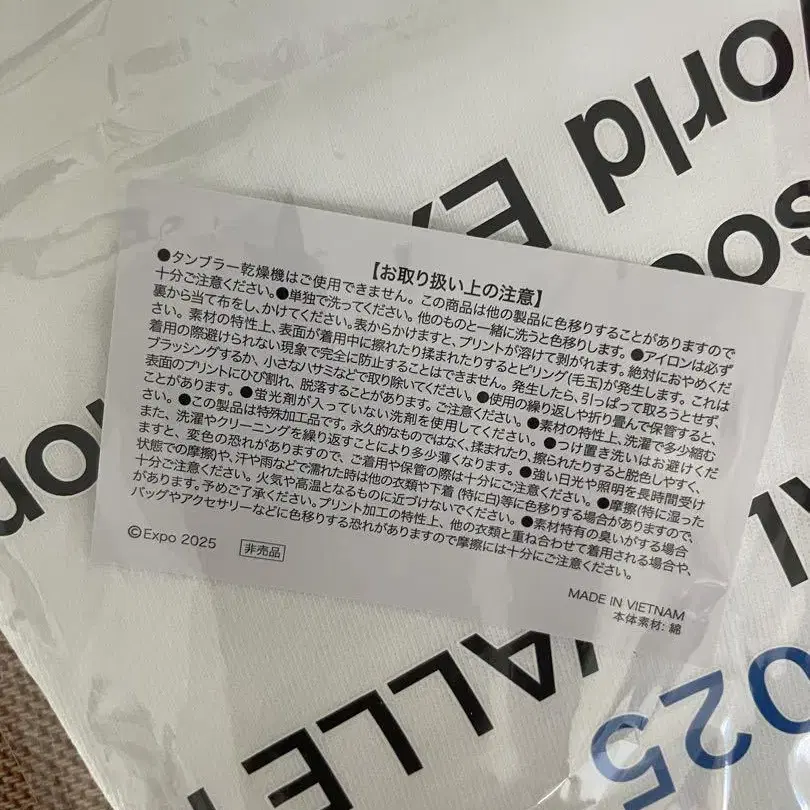 orld
World Ex
【お取り扱い上の注意】
●タンブラー乾燥機はご使用できません。この商品は他の製品に色移りすることがありますので
十分ご注意ください。●単独で洗ってください。他のものと一緒に洗うと色移りします。●アイロンは必ず
裏から当て布をし、かけてください。表からかけますと、プリントが溶けて剥がれます。絶対におやめくだ
さい。素材の特性上、表面が着用中に擦れたり揉まれたりするとピリング(毛玉)が発生します。これは
着用の際避けられない現象で完全に防止することはできません。発生したら、引っぱって取ろうとせず、
ブラッシングするか、小さなハサミなどで取り除いてください。●使用の繰り返しや折り畳んで保管すると、
表面のプリントにひび割れ、脱落することがあります。ご注意ください。●素材の特性上、洗濯で多少縮む
ことがあります。●蛍光剤が入っていない洗剤を使用してください。●つけ置き洗いはお避けくだ
さい。●この製品は特殊加工品です。永久的なものではなく、揉まれたり、擦られたりすると脱色しやすく、
また、洗濯やクリーニングを繰り返すことにより多少薄くなります。●強い日光や照明を長時間受け
ますと、変色の恐れがありますので、ご着用や保管の際は十分にご注意ください。●摩擦(特に湿った
状態での摩擦)や、汗や雨などで濡れた時は他の衣類や下着(特に白)等に色移りする場合がありますので、
十分ご注意ください。火気や高温となるものに近づけないでください。●素材特有の臭いがする場合
があります。予めご了承ください。プリント加工の特性上、他の衣類と重ね合わせて着用される場合や、
バッグやアクセサリーなどに色移りする恐れがありますので摩擦には十分にご注意ください。
©Expo 2025
非売品
MADE IN VIETNAM
本体素材: 綿
WALLET
2025